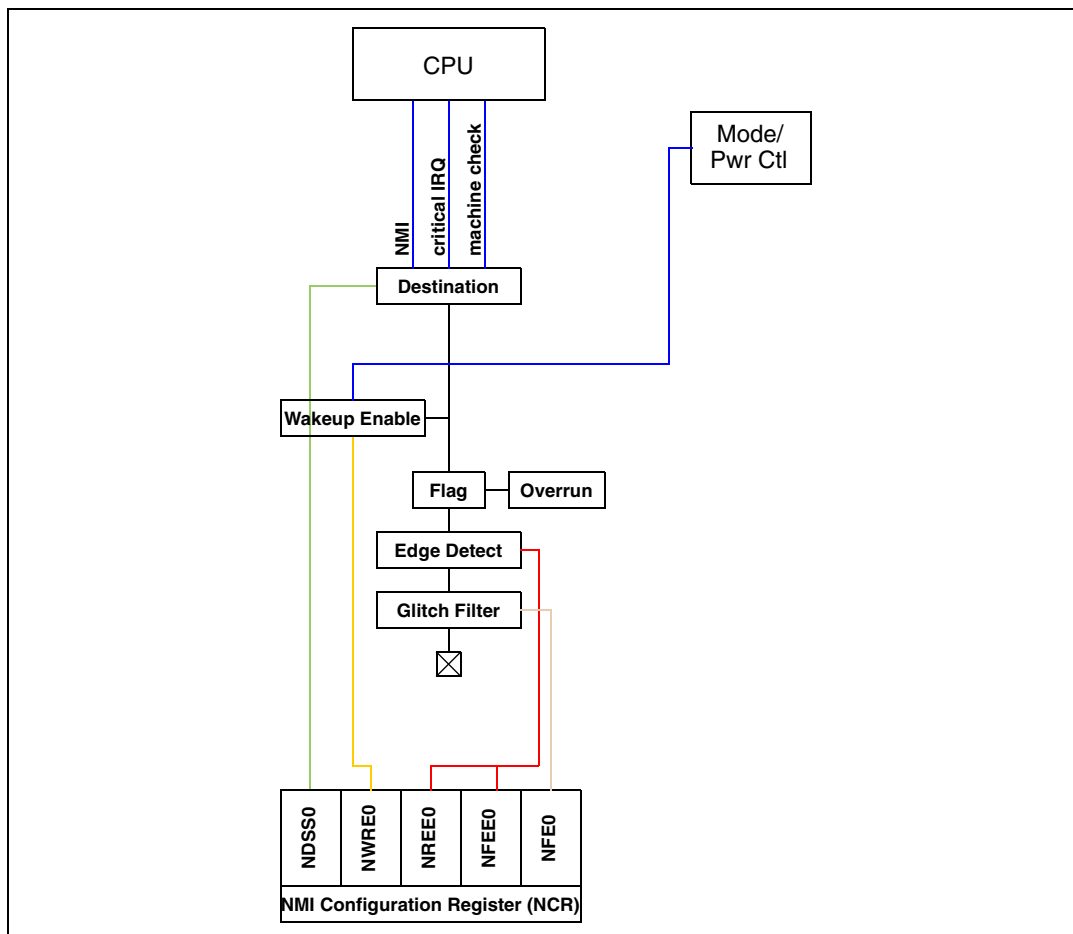 CPU
Mode/
Pwr Ctl
NMI
critical IRQ
machine check
Destination
Wakeup Enable
Flag
Overrun
Edge Detect
Glitch Filter
NDSS0
NWRE0
NREE0
NFEE0
NFE0
NMI Configuration Register (NCR)